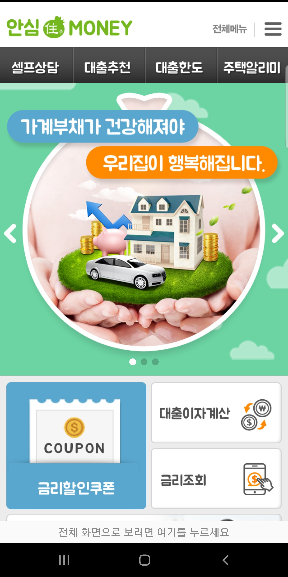 안심 住 MONEY
전체메뉴
셀프상담 대출추천 대출한도 주택알리미
가계부채가 건강해져야
우리집이 행복해집니다.
COUPON
금리할인쿠폰
대출이자계산
금리조회
전체 화면으로 보려면 여기를 누르세요